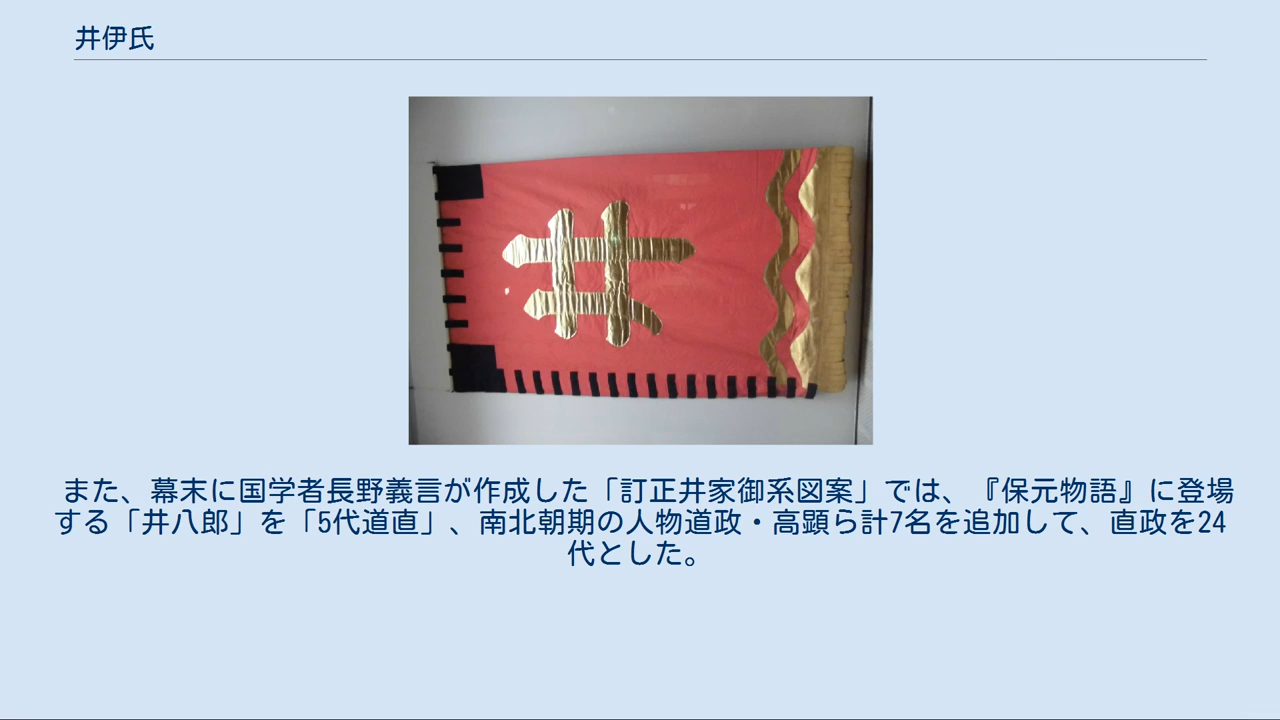 井伊氏
井
また、幕末に国学者長野義言が作成した「訂正井家御系図案」では、『保元物語』に登場
する「井八郎」を「5代道直」、南北朝期の人物道政・高顕ら計7名を追加して、直政を24
代とした。